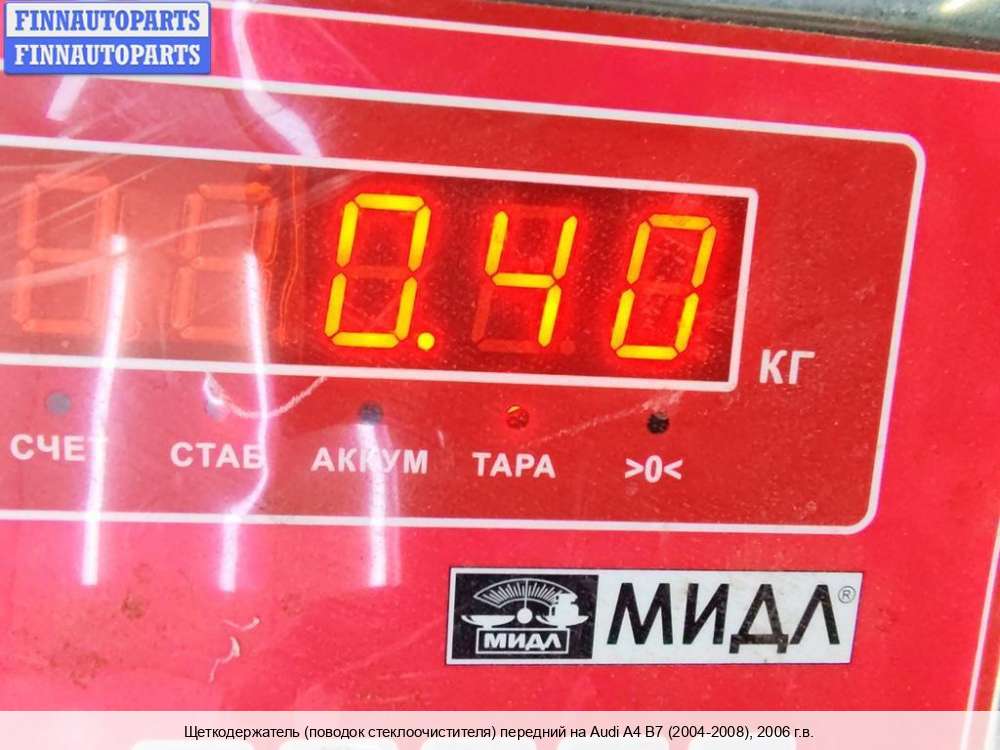 FINNAUTOPARTS
FINNAUTOPARTS
0.40
КГ
СЧЕТ СТАБ АККУМ ТАРА >0<
МИДЛ МИДЛ®
Щеткодержатель (поводок стеклоочистителя) передний на Audi A4 B7 (2004-2008), 2006 г.в.